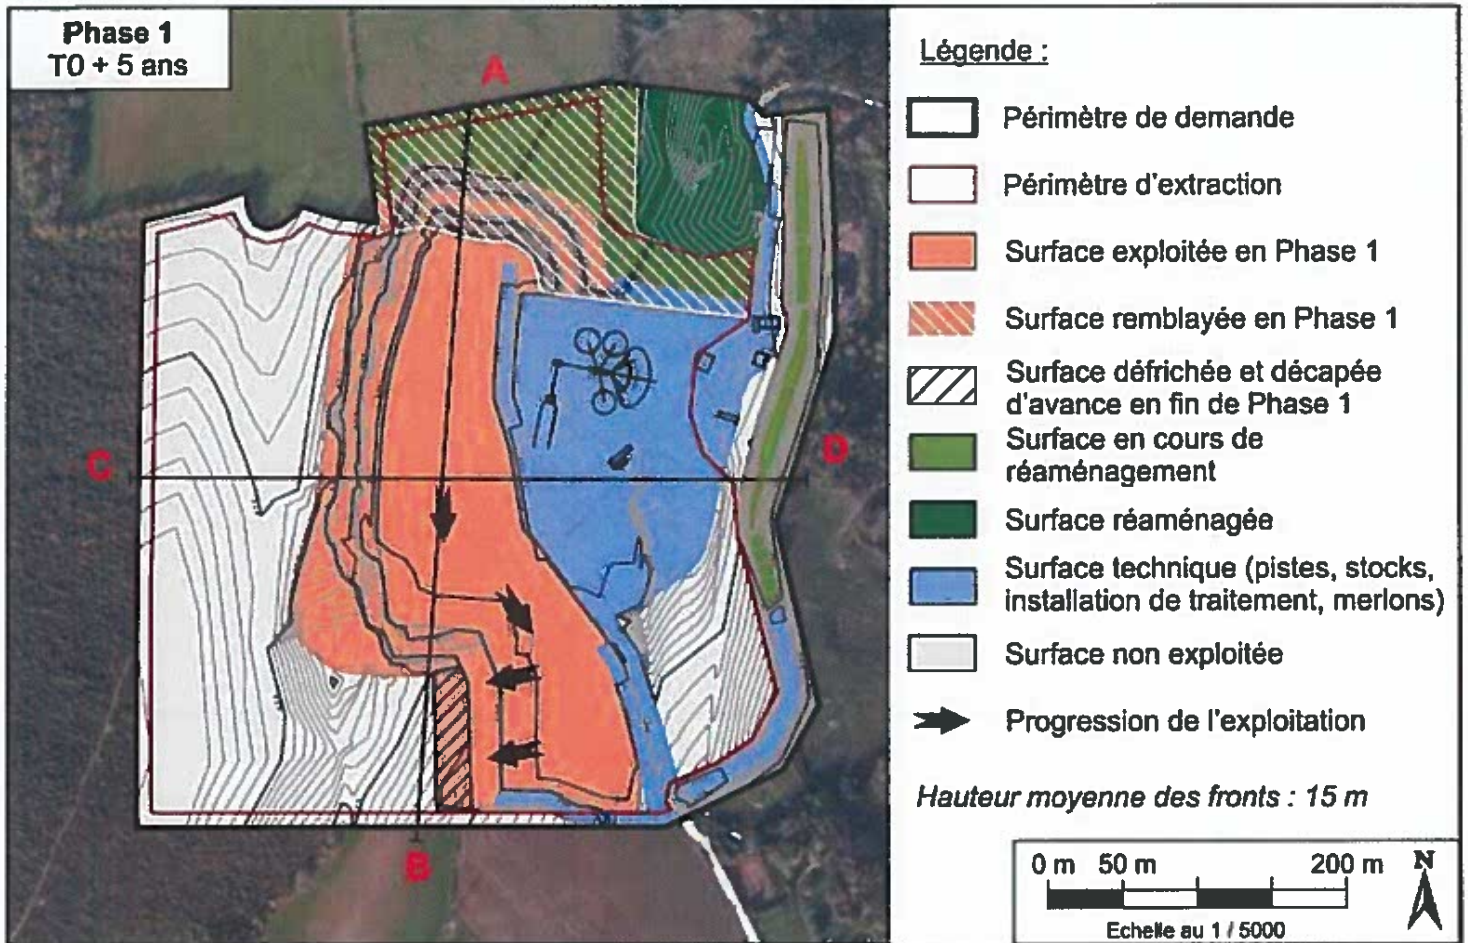 Phase 1
T0 + 5 ans
A
C
D
B
Légende :
Périmètre de demande
Périmètre d'extraction
Surface exploitée en Phase 1
Surface remblayée en Phase 1
Surface défrichée et décapée
d'avance en fin de Phase 1
Surface en cours de
réaménagement
Surface réaménagée
Surface technique (pistes, stocks,
installation de traitement, merlons)
Surface non exploitée
Progression de l'exploitation
Hauteur moyenne des fronts : 15 m
0 m 50 m 200 m N
Echelle au 1 / 5000